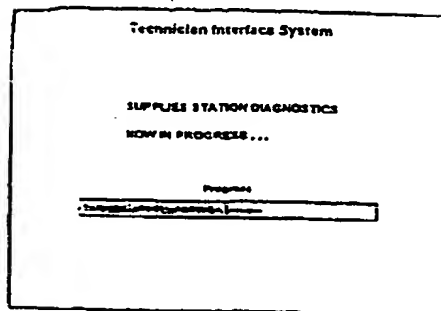 Technician Interface System
SUPPLIES STATION DIAGNOSTICS
NOW IN PROGRESS...
Progress